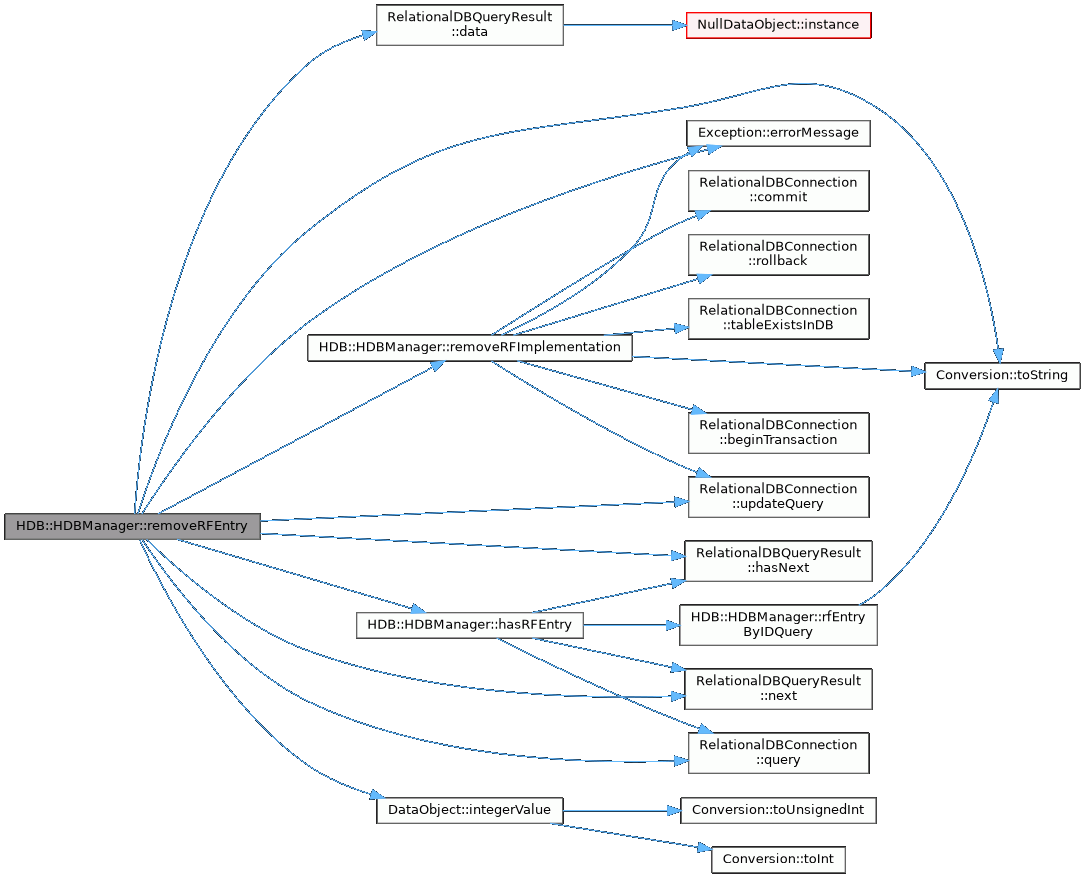 RelationalDBQueryResult
::data
NullDataObject::instance
Exception::errorMessage
RelationalDBConnection
::commit
RelationalDBConnection
::rollback
RelationalDBConnection
::tableExistsInDB
HDB::HDBManager::removeRFImplementation
Conversion::toString
RelationalDBConnection
::beginTransaction
RelationalDBConnection
::updateQuery
HDB::HDBManager::removeRFEntry
RelationalDBQueryResult
::hasNext
HDB::HDBManager::hasRFEntry
HDB::HDBManager::rfEntry
ByIDQuery
RelationalDBQueryResult
::next
RelationalDBConnection
::query
DataObject::integerValue
Conversion::toUnsignedInt
Conversion::toInt